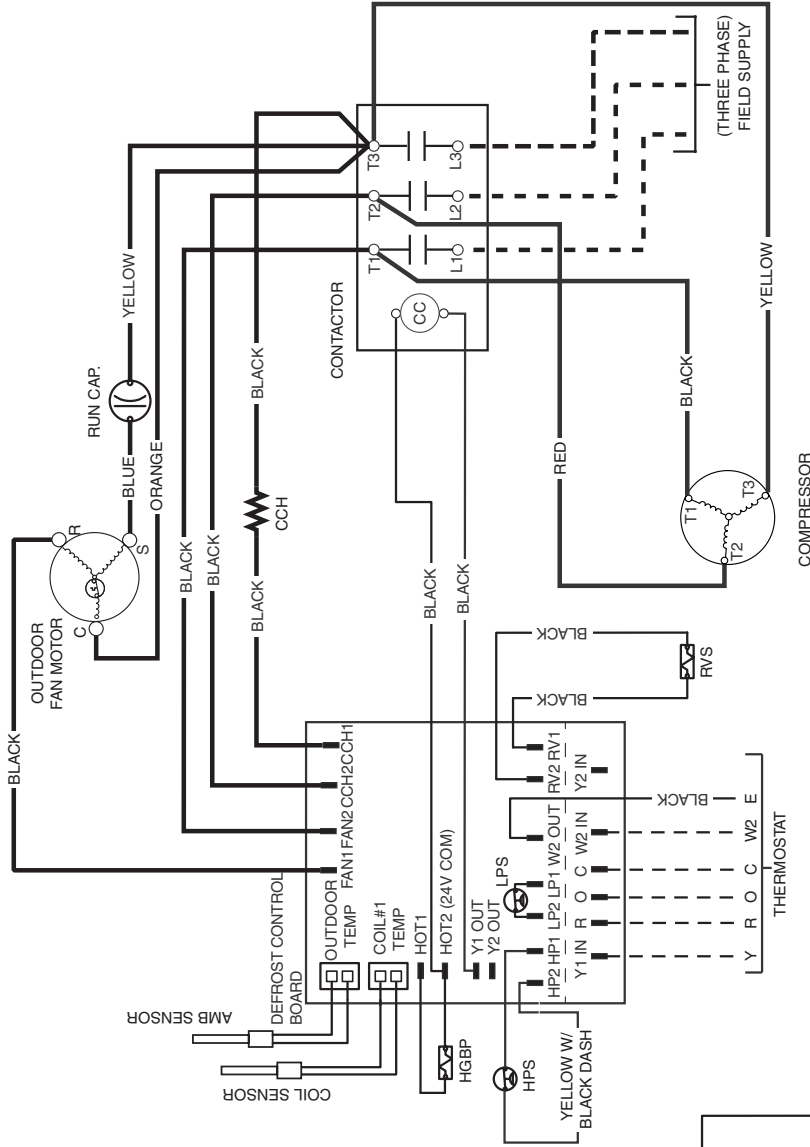 BLACK
OUTDOOR
FAN MOTOR
C
R
S
BLUE
RUN CAP.
YELLOW
ORANGE
BLACK
BLACK
BLACK
CCH
BLACK
CONTACTOR
T1
T2
T3
CC
L1
L2
L3
(THREE PHASE)
FIELD SUPPLY
AMB SENSOR
COIL SENSOR
DEFROST CONTROL
BOARD
OUTDOOR
TEMP
FAN1
FAN2
CCH2
CCH1
COIL#1
TEMP
HOT1
HOT2 (24V COM)
Y1 OUT
Y2 OUT
HGBP
HPS
YELLOW W/
BLACK DASH
LPS
HP2
HP1
LP2
LP1
W2 OUT
RV2
RV1
Y1 IN
R
O
C
W2 IN
Y2 IN
BLACK
BLACK
RVS
BLACK
BLACK
BLACK
Y
R
O
C
W2
E
THERMOSTAT
RED
BLACK
YELLOW
T1
T2
T3
COMPRESSOR